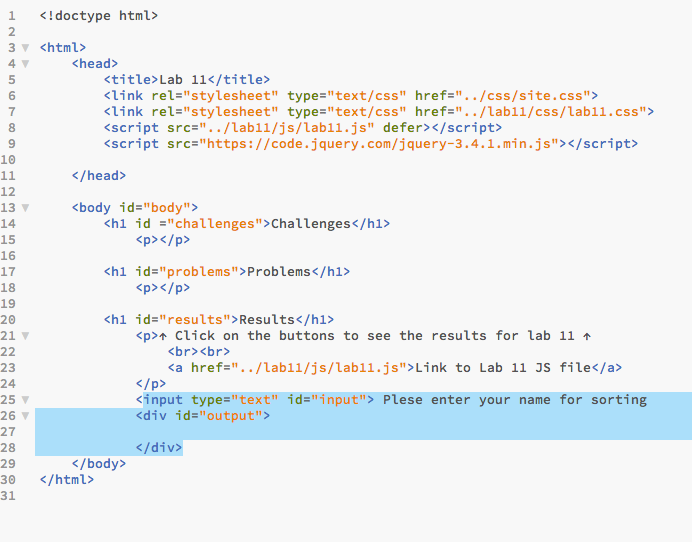 1 <!doctype html>
2
3 <html>
4 <head>
5 <title>Lab 11</title>
6 <link rel="stylesheet" type="text/css" href="../css/site.css">
7 <link rel="stylesheet" type="text/css" href="../lab11/css/lab11.css">
8 <script src="../lab11/js/lab11.js" defer></script>
9 <script src="https://code.jquery.com/jquery-3.4.1.min.js"></script>
10
11 </head>
12
13 <body id="body">
14 <h1 id ="challenges">Challenges</h1>
15 <p></p>
16
17 <h1 id="problems">Problems</h1>
18 <p></p>
19
20 <h1 id="results">Results</h1>
21 <p>↑ Click on the buttons to see the results for lab 11 ↑
22 <br><br>
23 <a href="../lab11/js/lab11.js">Link to Lab 11 JS file</a>
24 </p>
25 <input type="text" id="input"> Plese enter your name for sorting
26 <div id="output">
27
28 </div>
29 </body>
30 </html>
31